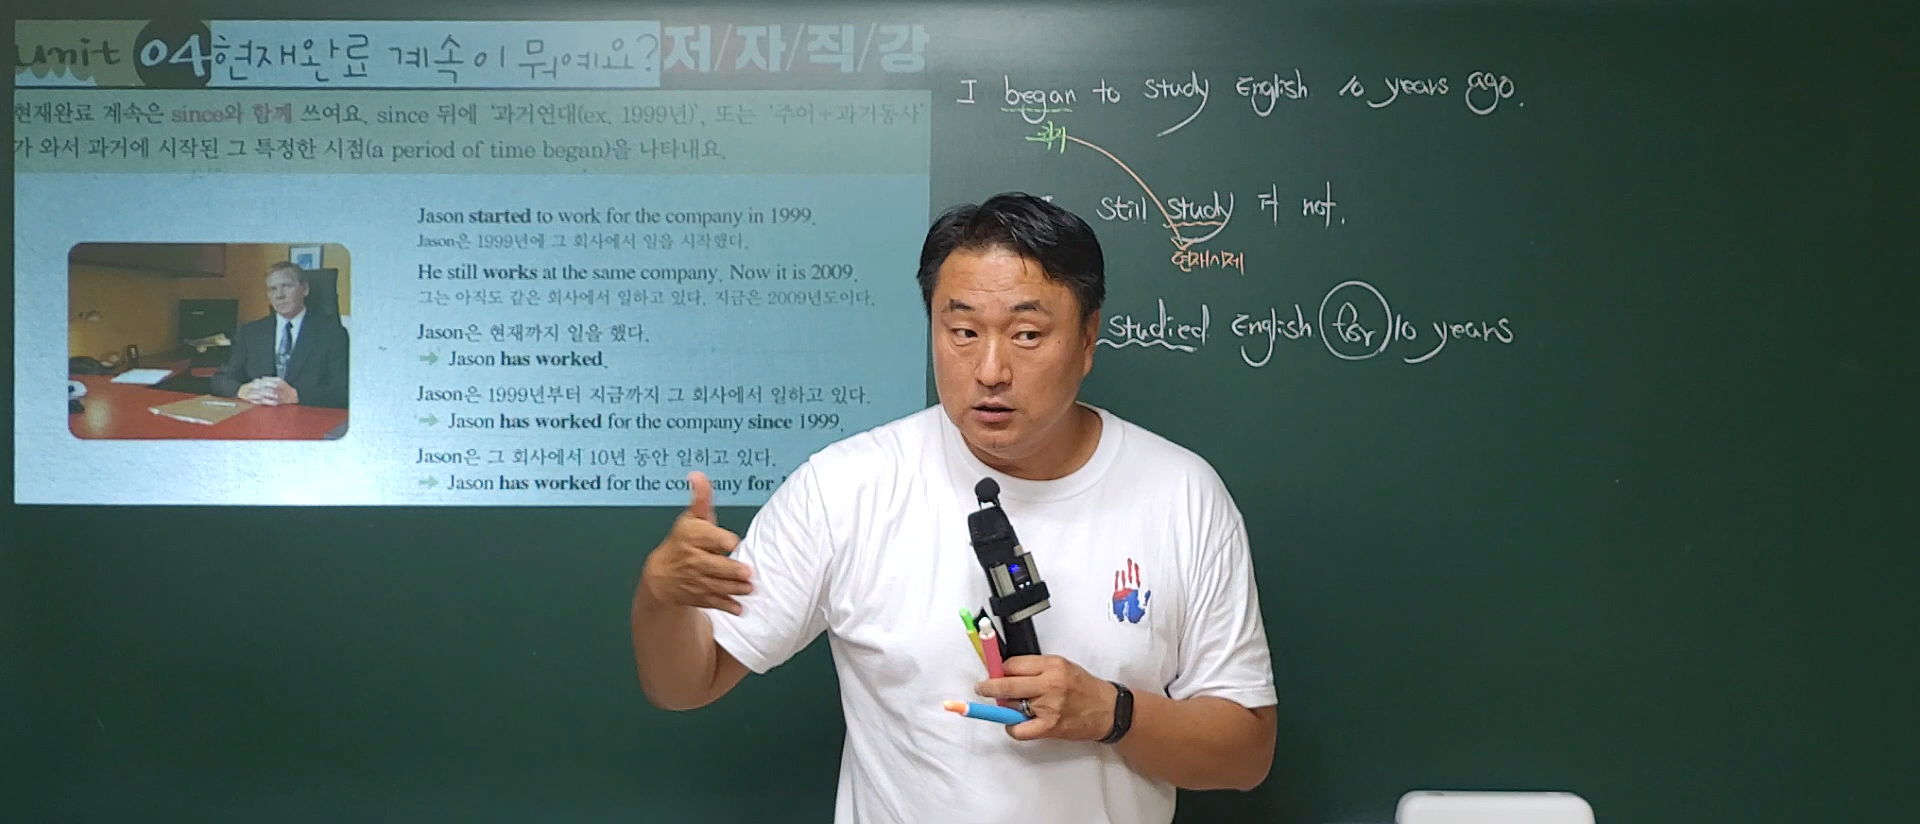 unit 04 현재완료 계속이 뭐예요? 저/자/직/강
현재완료 계속은 since와 함께 쓰여요. since 뒤에 '과거연대(ex. 1999년)', 또는 '주어+과거동사'
가 와서 과거에 시작된 그 특정한 시점(a period of time began)을 나타내요.
Jason started to work for the company in 1999.
Jason은 1999년에 그 회사에서 일을 시작했다.
He still works at the same company. Now it is 2009.
그는 아직도 같은 회사에서 일하고 있다. 지금은 2009년도이다.
Jason은 현재까지 일을 했다.
➔ Jason has worked.
Jason은 1999년부터 지금까지 그 회사에서 일하고 있다.
➔ Jason has worked for the company since 1999.
Jason은 그 회사에서 10년 동안 일하고 있다.
➔ Jason has worked for the company for
I began to study English 10 years ago.
과거
still study it not.
현재시제
studied English for 10 years